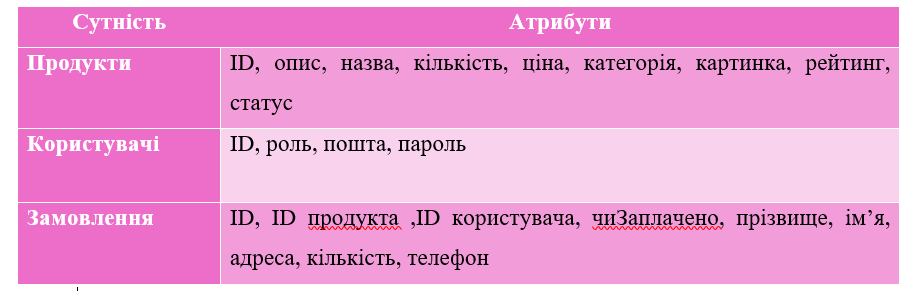 Сутність Атрибути
Продукти ID, опис, назва, кількість, ціна, категорія, картинка, рейтинг,
статус
Користувачі ID, роль, пошта, пароль
Замовлення ID, ID продукта ,ID користувача, чиЗаплачено, прізвище, ім’я,
адреса, кількість, телефон